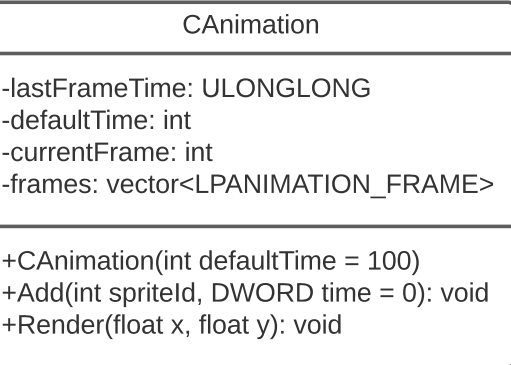 CAnimation
-lastFrameTime: ULONGLONG
-defaultTime: int
-currentFrame: int
-frames: vector<LPANIMATION_FRAME>
+CAnimation(int defaultTime = 100)
+Add(int spriteId, DWORD time = 0): void
+Render(float x, float y): void